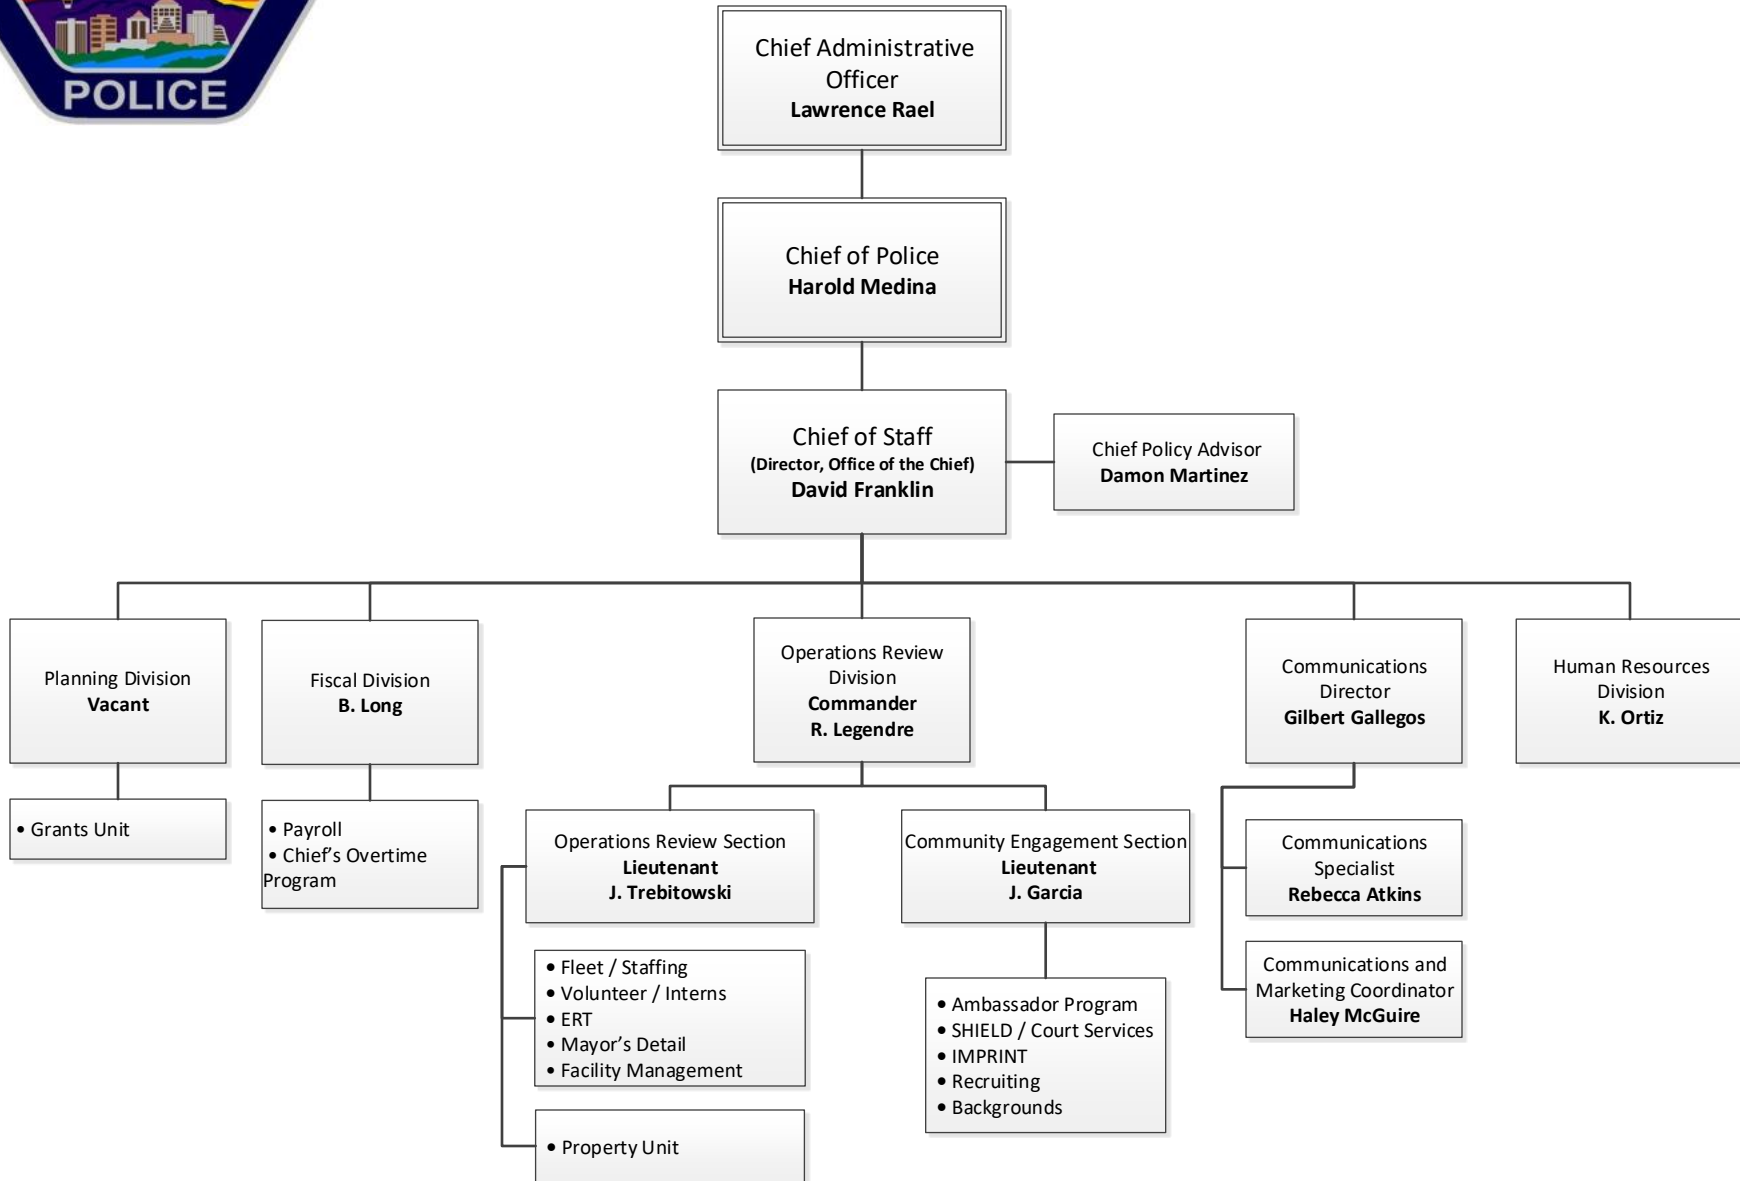 POLICE
Chief Administrative
Officer
Lawrence Rael
Chief of Police
Harold Medina
Chief of Staff
(Director, Office of the Chief)
David Franklin
Chief Policy Advisor
Damon Martinez
Planning Division
Vacant
Fiscal Division
B. Long
Operations Review
Division
Commander
R. Legendre
Communications
Director
Gilbert Gallegos
Human Resources
Division
K. Ortiz
• Grants Unit
• Payroll
• Chief’s Overtime
Program
Operations Review Section
Lieutenant
J. Trebitowski
Community Engagement Section
Lieutenant
J. Garcia
Communications
Specialist
Rebecca Atkins
Communications and
Marketing Coordinator
Haley McGuire
• Fleet / Staffing
• Volunteer / Interns
• ERT
• Mayor’s Detail
• Facility Management
• Ambassador Program
• SHIELD / Court Services
• IMPRINT
• Recruiting
• Backgrounds
• Property Unit